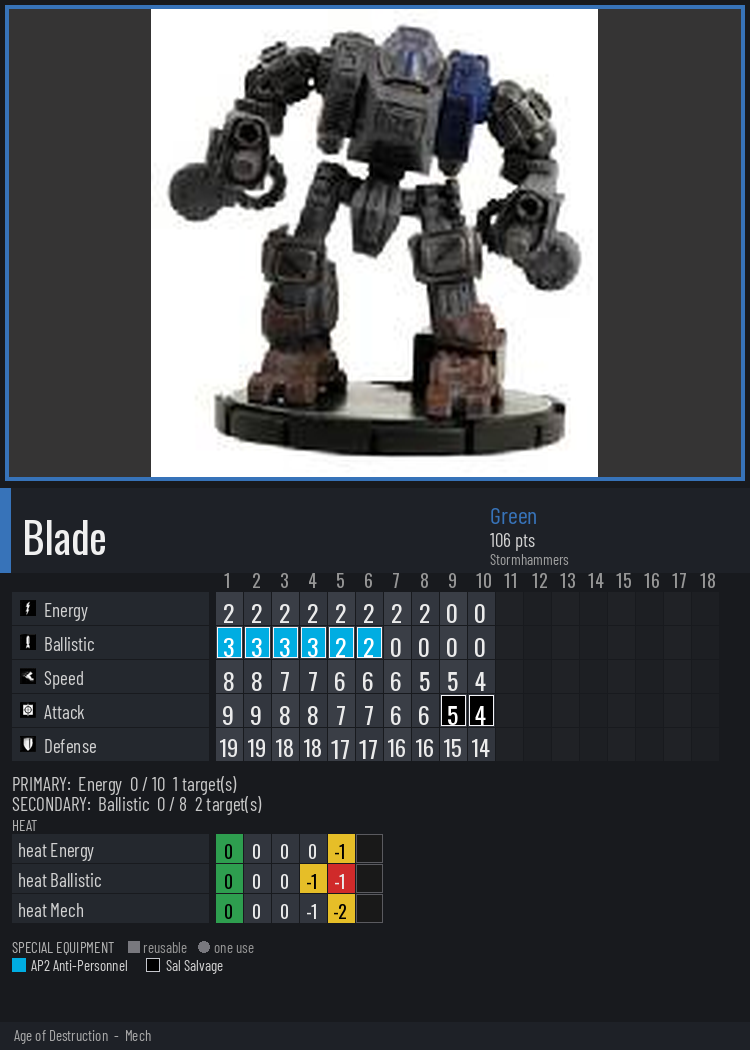 Blade
Green
106 pts
Stormhammers
1 2 3 4 5 6 7 8 9 10 11 12 13 14 15 16 17 18
Energy 2 2 2 2 2 2 2 2 0 0
Ballistic 3 3 3 3 2 2 0 0 0 0
Speed 8 8 7 7 6 6 6 5 5 4
Attack 9 9 8 8 7 7 6 6 5 4
Defense 19 19 18 18 17 17 16 16 15 14
PRIMARY: Energy 0 / 10 1 target(s)
SECONDARY: Ballistic 0 / 8 2 target(s)
HEAT
heat Energy 0 0 0 0 -1
heat Ballistic 0 0 0 -1 -1
heat Mech 0 0 0 -1 -2
SPECIAL EQUIPMENT reusable one use
AP2 Anti-Personnel Sal Salvage
Age of Destruction - Mech